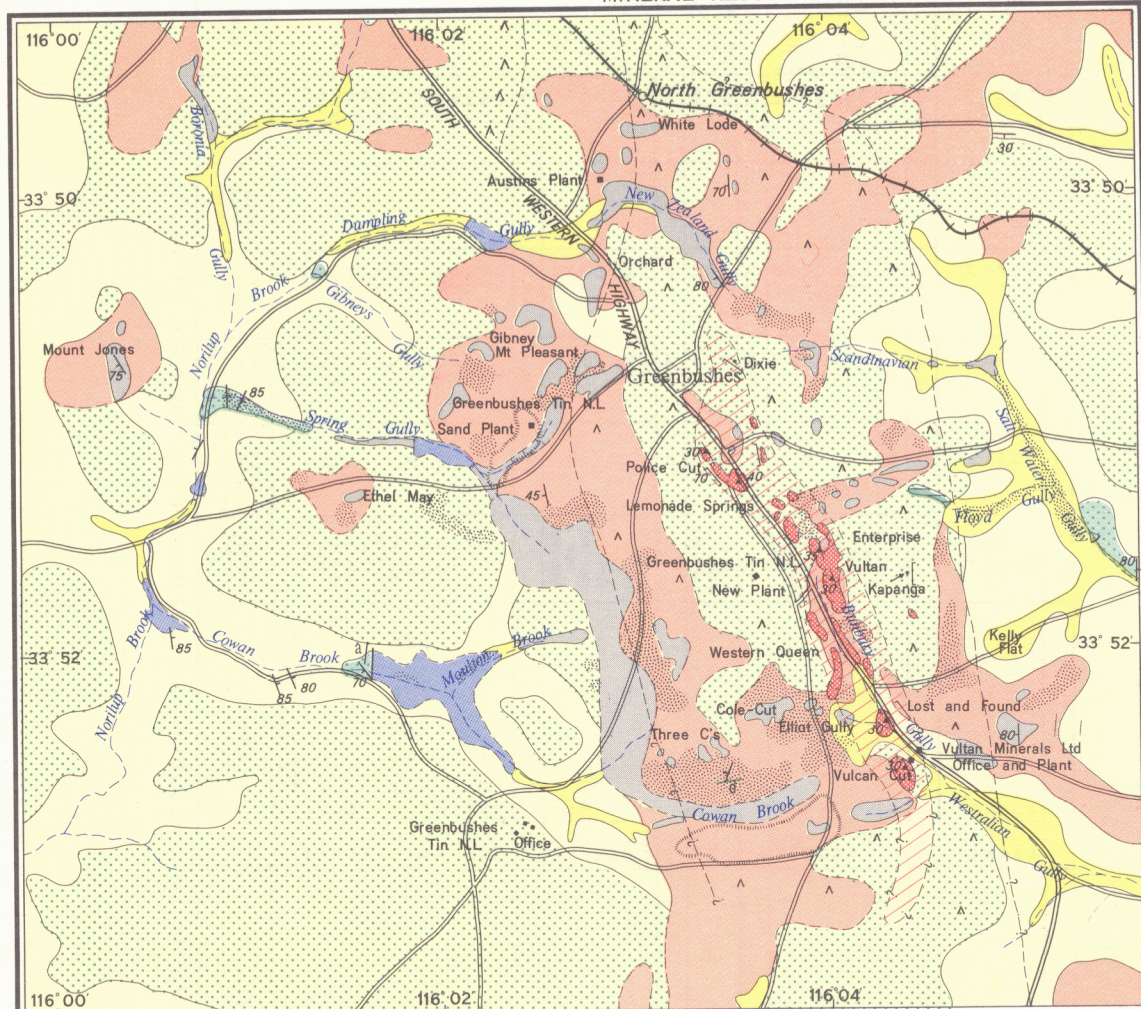 116° 00'
116° 02'
116° 04'
North Greenbushes
SOUTH
WESTERN
HIGHWAY
White Lode
30
Boronia
Gully
Austins Plant
70
33° 50'
33° 50'
New
Zealand
Gully
Dumpling
Gully
Orchard
80
Brook
Gibneys
Gully
Norilup
Gibney
Mt Pleasant
Mount Jones
75
Scandinavian
Dixie
Greenbushes
85
Greenbushes Tin N.L
Sand Plant
Spring
Gully
Salt
Water
Gully
Gully
30
Police Cut
70
40
Ethel May
45
Lemonade Springs
Floyd
Enterprise
35
Greenbushes Tin N.L.
New Plant
Vultan
30
Kapanga
80
Bunbury
Gully
Kelly
Flat
33° 52'
33° 52'
Brook
85
Cowan
Brook
a
70
85
80
Moulton
Brook
Western Queen
Norilup
Cole-Cut
Lost and Found
Elliot Gully
30
80
Three C's
Vultan Minerals Ltd
Office and Plant
Vulcan Cut
30
Cowan
Brook
Westralian
Gully
Greenbushes
Tin N.L
Office
116° 00'
116° 02'
116° 04'